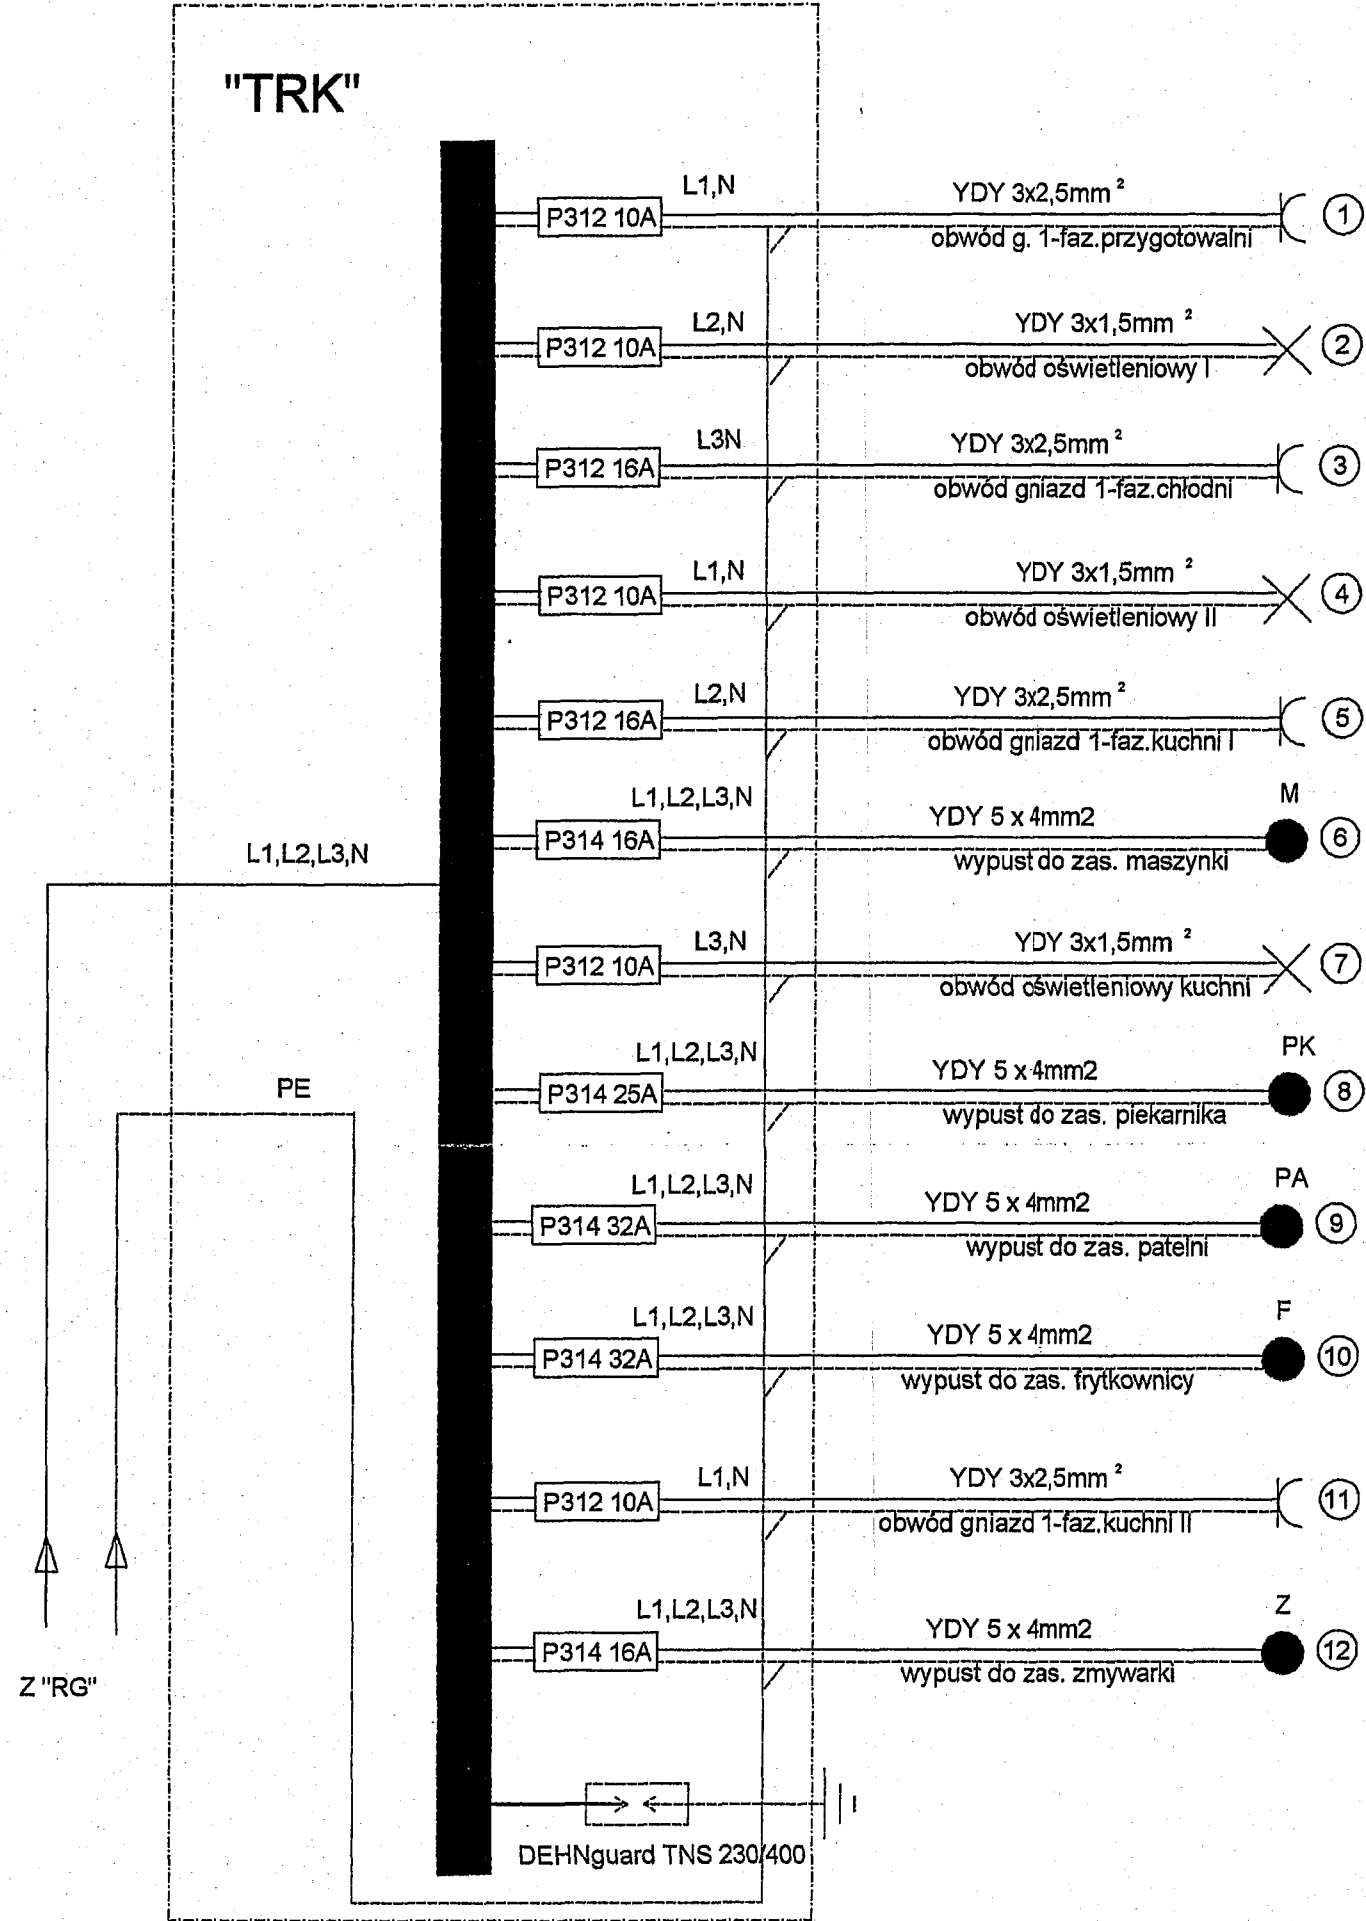 "TRK"
L1,N
YDY 3x2,5mm ²
P312 10A
obwód g. 1-faz.przygotowalni
1
L2,N
YDY 3x1,5mm ²
P312 10A
obwód oświetleniowy I
2
L3N
YDY 3x2,5mm ²
P312 16A
obwód gniazd 1-faz.chłodni
3
L1,N
YDY 3x1,5mm ²
P312 10A
obwód oświetleniowy II
4
L2,N
YDY 3x2,5mm ²
P312 16A
obwód gniazd 1-faz.kuchni I
5
L1,L2,L3,N
YDY 5 x 4mm2
M
P314 16A
wypust do zas. maszynki
6
L1,L2,L3,N
L3,N
YDY 3x1,5mm ²
P312 10A
obwód oświetleniowy kuchni
7
L1,L2,L3,N
YDY 5 x 4mm2
PK
P314 25A
wypust do zas. piekarnika
8
PE
L1,L2,L3,N
YDY 5 x 4mm2
PA
P314 32A
wypust do zas. patelni
9
L1,L2,L3,N
YDY 5 x 4mm2
F
P314 32A
wypust do zas. frytkownicy
10
L1,N
YDY 3x2,5mm ²
P312 10A
obwód gniazd 1-faz.kuchni II
11
L1,L2,L3,N
YDY 5 x 4mm2
Z
P314 16A
wypust do zas. zmywarki
12
Z "RG"
DEHNguard TNS 230/400